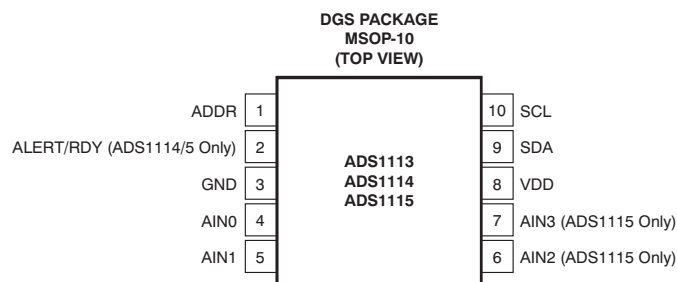 DGS PACKAGE
MSOP-10
(TOP VIEW)
ADDR 1
ALERT/RDY (ADS1114/5 Only) 2
GND 3
AIN0 4
AIN1 5
ADS1113
ADS1114
ADS1115
10 SCL
9 SDA
8 VDD
7 AIN3 (ADS1115 Only)
6 AIN2 (ADS1115 Only)